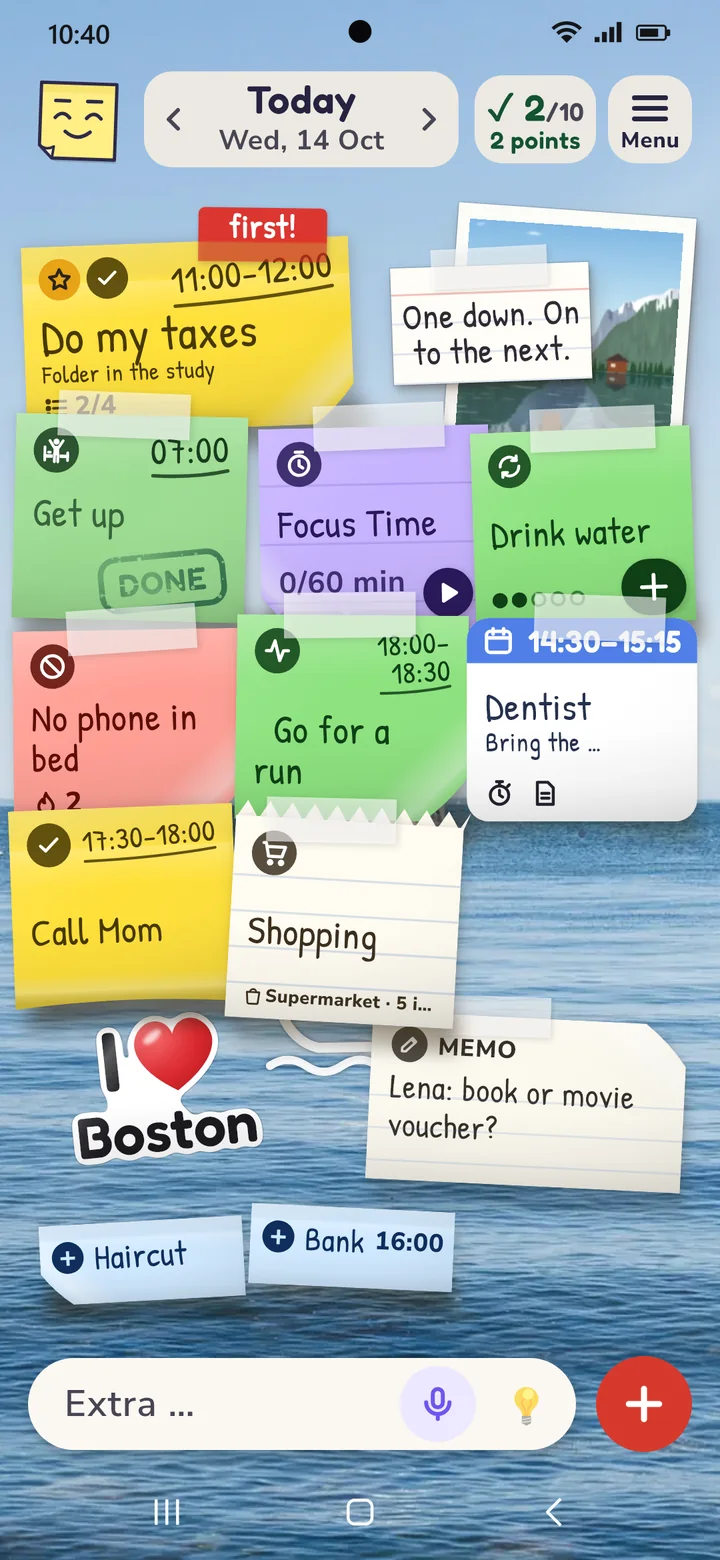 10:40
Today
Wed, 14 Oct
✓ 2/10
2 points
Menu
first!
11:00–12:00
Do my taxes
Folder in the study
2/4
One down. On
to the next.
07:00
Get up
DONE
Focus Time
0/60 min
Drink water
No phone in
bed
2
18:00–
18:30
Go for a
run
14:30–15:15
Dentist
Bring the ...
17:30–18:00
Call Mom
Shopping
Supermarket · 5 i...
I
Boston
MEMO
Lena: book or movie
voucher?
Haircut
Bank 16:00
Extra ...